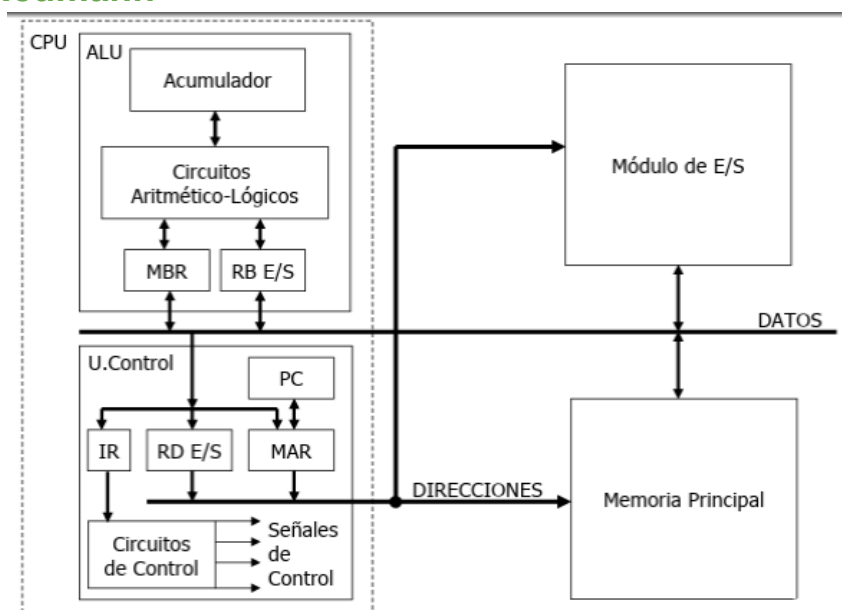 CPU
ALU
Acumulador
Circuitos
Aritmético-Lógicos
MBR
RB E/S
Módulo de E/S
DATOS
U.Control
PC
IR
RD E/S
MAR
DIRECCIONES
Memoria Principal
Circuitos
de Control
Señales
de
Control